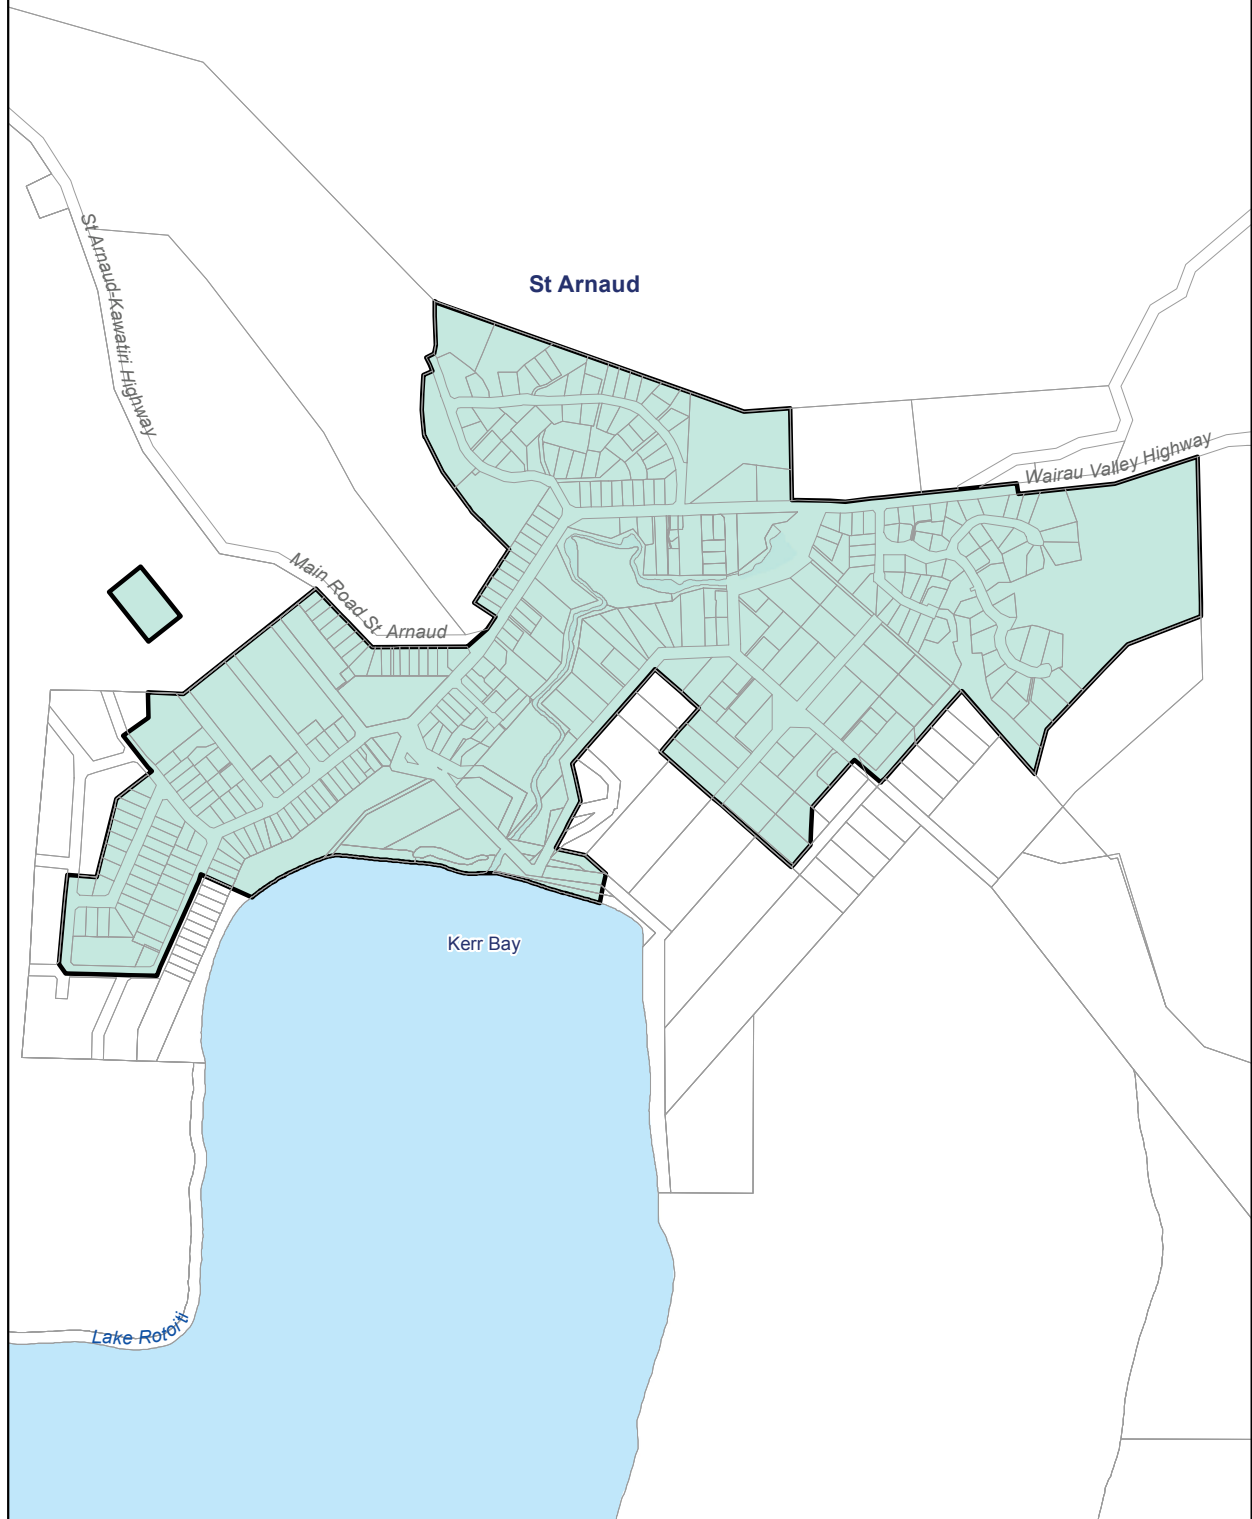 St Arnaud-Kawatiri Highway
St Arnaud
Wairau Valley Highway
Main Road St Arnaud
Kerr Bay
Lake Rotoiti